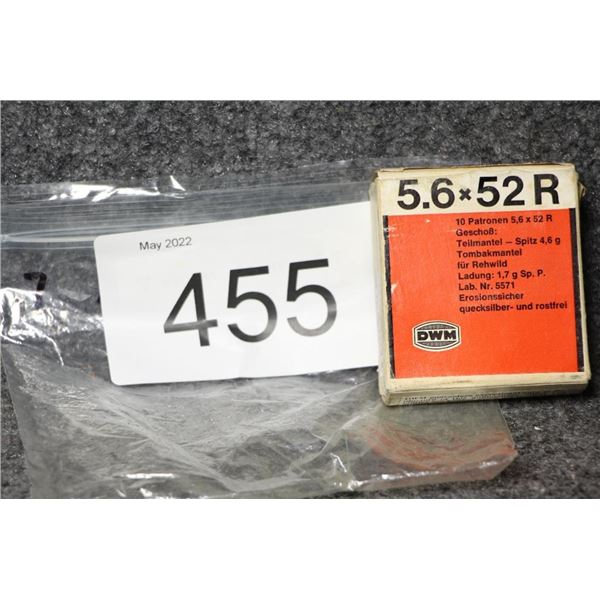 May 2022
455
5.6 × 52 R
10 Patronen 5,6 x 52 R
Geschoß:
Teilmantel – Spitz 4,6 g
Tombakmantel
für Rehwild
Ladung: 1,7 g Sp. P.
Lab. Nr. 5571
Erosionssicher
quecksilber- und rostfrei
DWM